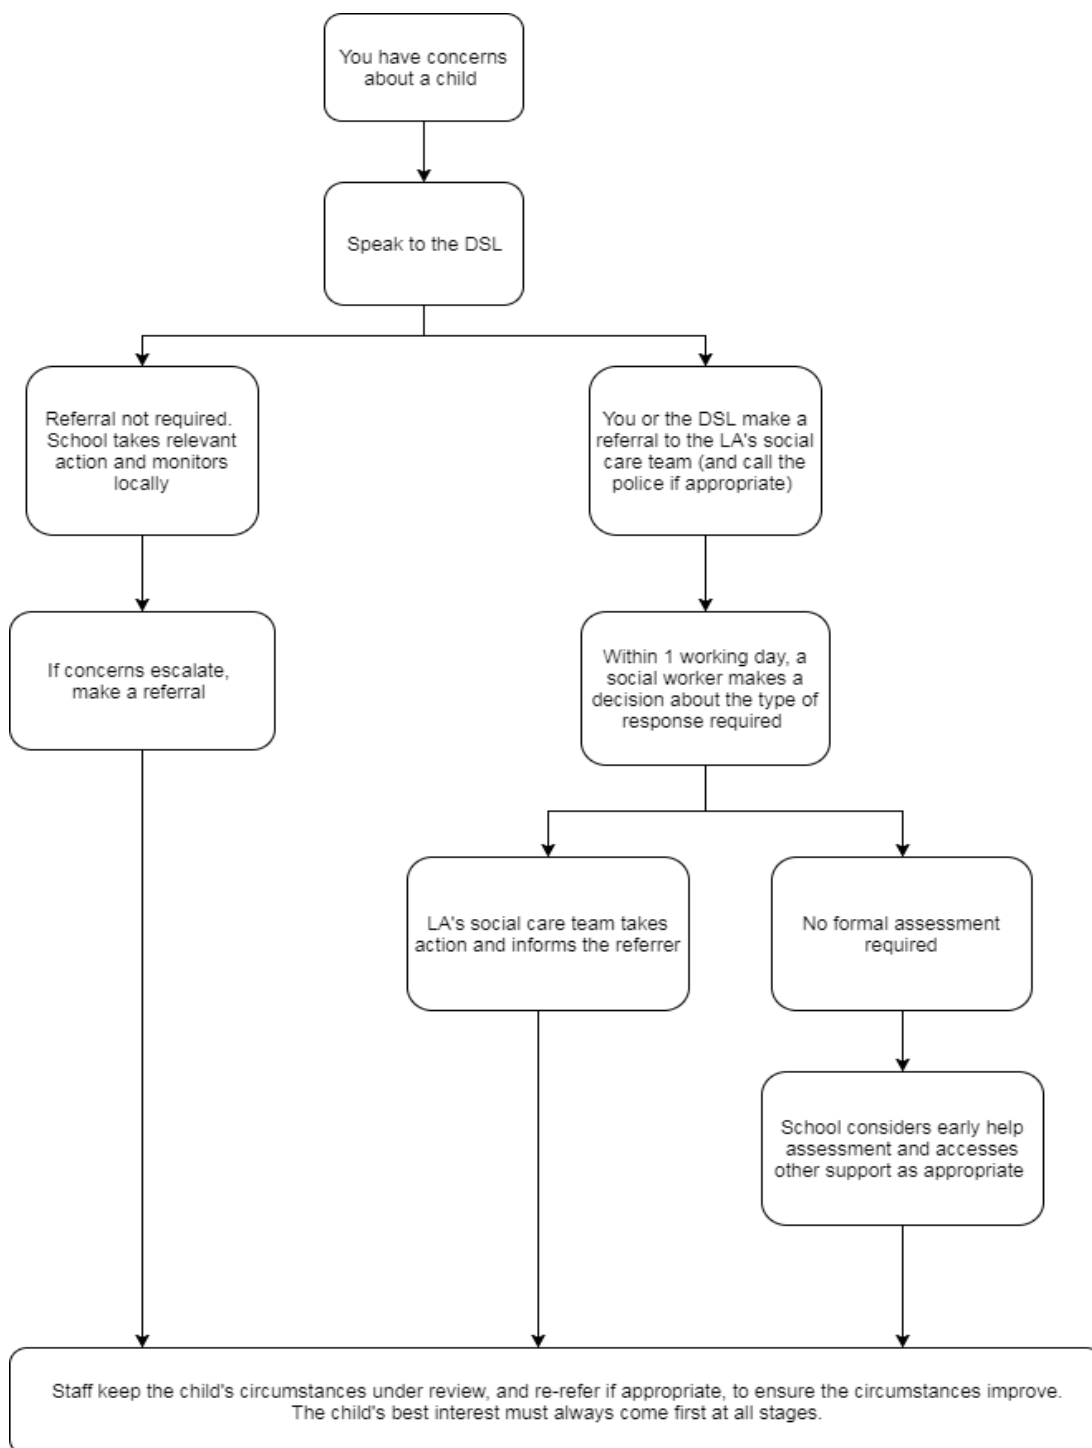 You have concerns
about a child
Speak to the DSL
Referral not required.
School takes relevant
action and monitors
locally
You or the DSL make a
referral to the LA's social
care team (and call the
police if appropriate)
If concerns escalate,
make a referral
Within 1 working day, a
social worker makes a
decision about the type of
response required
LA's social care team takes
action and informs the referrer
No formal assessment
required
School considers early help
assessment and accesses
other support as appropriate
Staff keep the child's circumstances under review, and re-refer if appropriate, to ensure the circumstances improve.
The child's best interest must always come first at all stages.